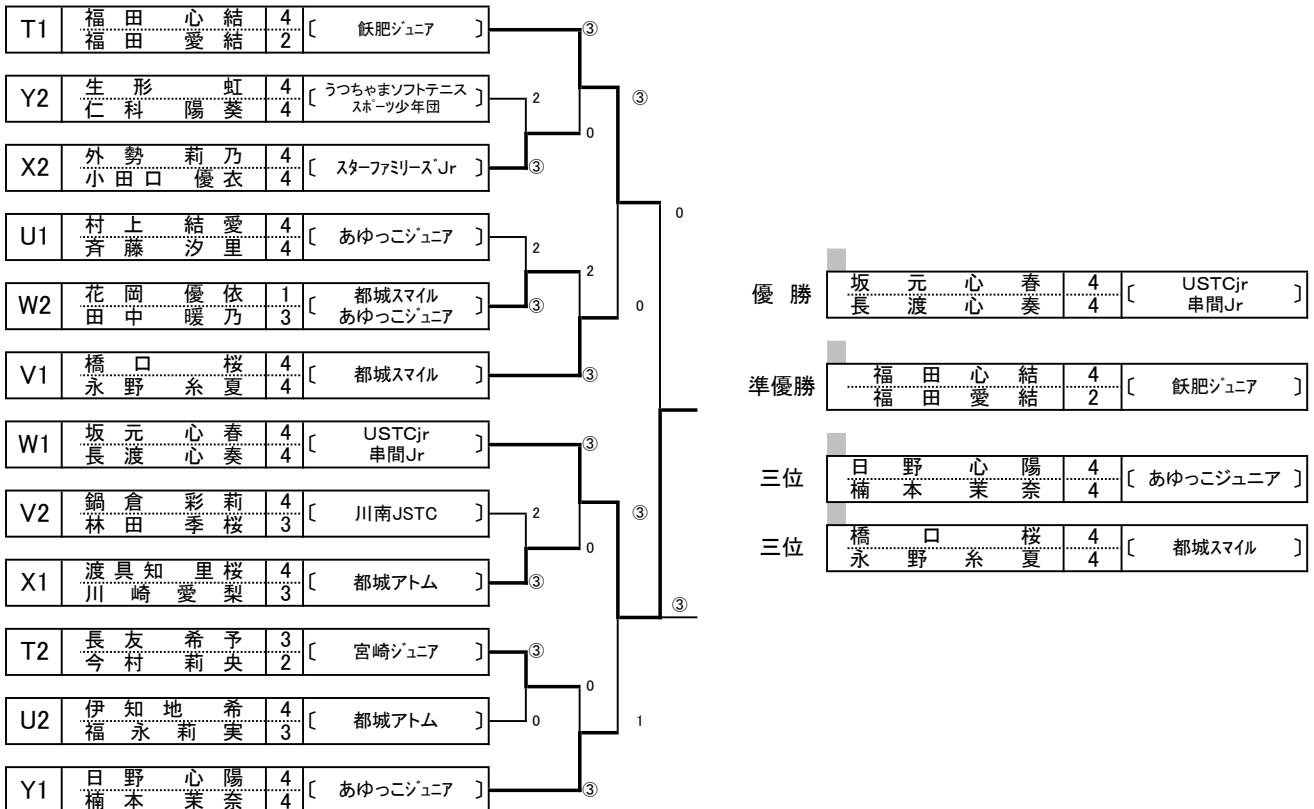 T1 福田 心結 4 〔 飫肥ジュニア 〕 ③
福田 愛結 2
③
Y2 生形 虹 4 〔 うつちゃまソフトテニス 〕 2
仁科 陽葵 4 スポーツ少年団
0
X2 外勢 莉乃 4 〔 スターファミリーズJr 〕 ③
小田口 優衣 4
0
U1 村上 結愛 4 〔 あゆっこジュニア 〕 2
斉藤 汐里 4
2
W2 花岡 優依 1 〔 都城スマイル 〕 ③ 0
田中 暖乃 3 あゆっこジュニア
V1 橋口 桜 4 〔 都城スマイル 〕 ③
永野 糸夏 4
W1 坂元 心春 4 〔 USTCjr 〕 ③
長渡 心奏 4 串間Jr
V2 鍋倉 彩莉 4 〔 川南JSTC 〕 2 ③
林田 季桜 3
0
X1 渡具知 里桜 4 〔 都城アトム 〕 ③
川崎 愛梨 3
③
T2 長友 希予 3 〔 宮崎ジュニア 〕 ③
今村 莉央 2
0
U2 伊知地 希 4 〔 都城アトム 〕 0 1
福永 莉実 3
Y1 日野 心陽 4 〔 あゆっこジュニア 〕 ③
楠本 茉奈 4
優勝 坂元心春 4 〔 USTCjr 〕
長渡心奏 4 串間Jr
準優勝 福田心結 4 〔 飫肥ジュニア 〕
福田愛結 2
三位 日野心陽 4 〔 あゆっこジュニア 〕
楠本茉奈 4
三位 橋口 桜 4 〔 都城スマイル 〕
永野糸夏 4